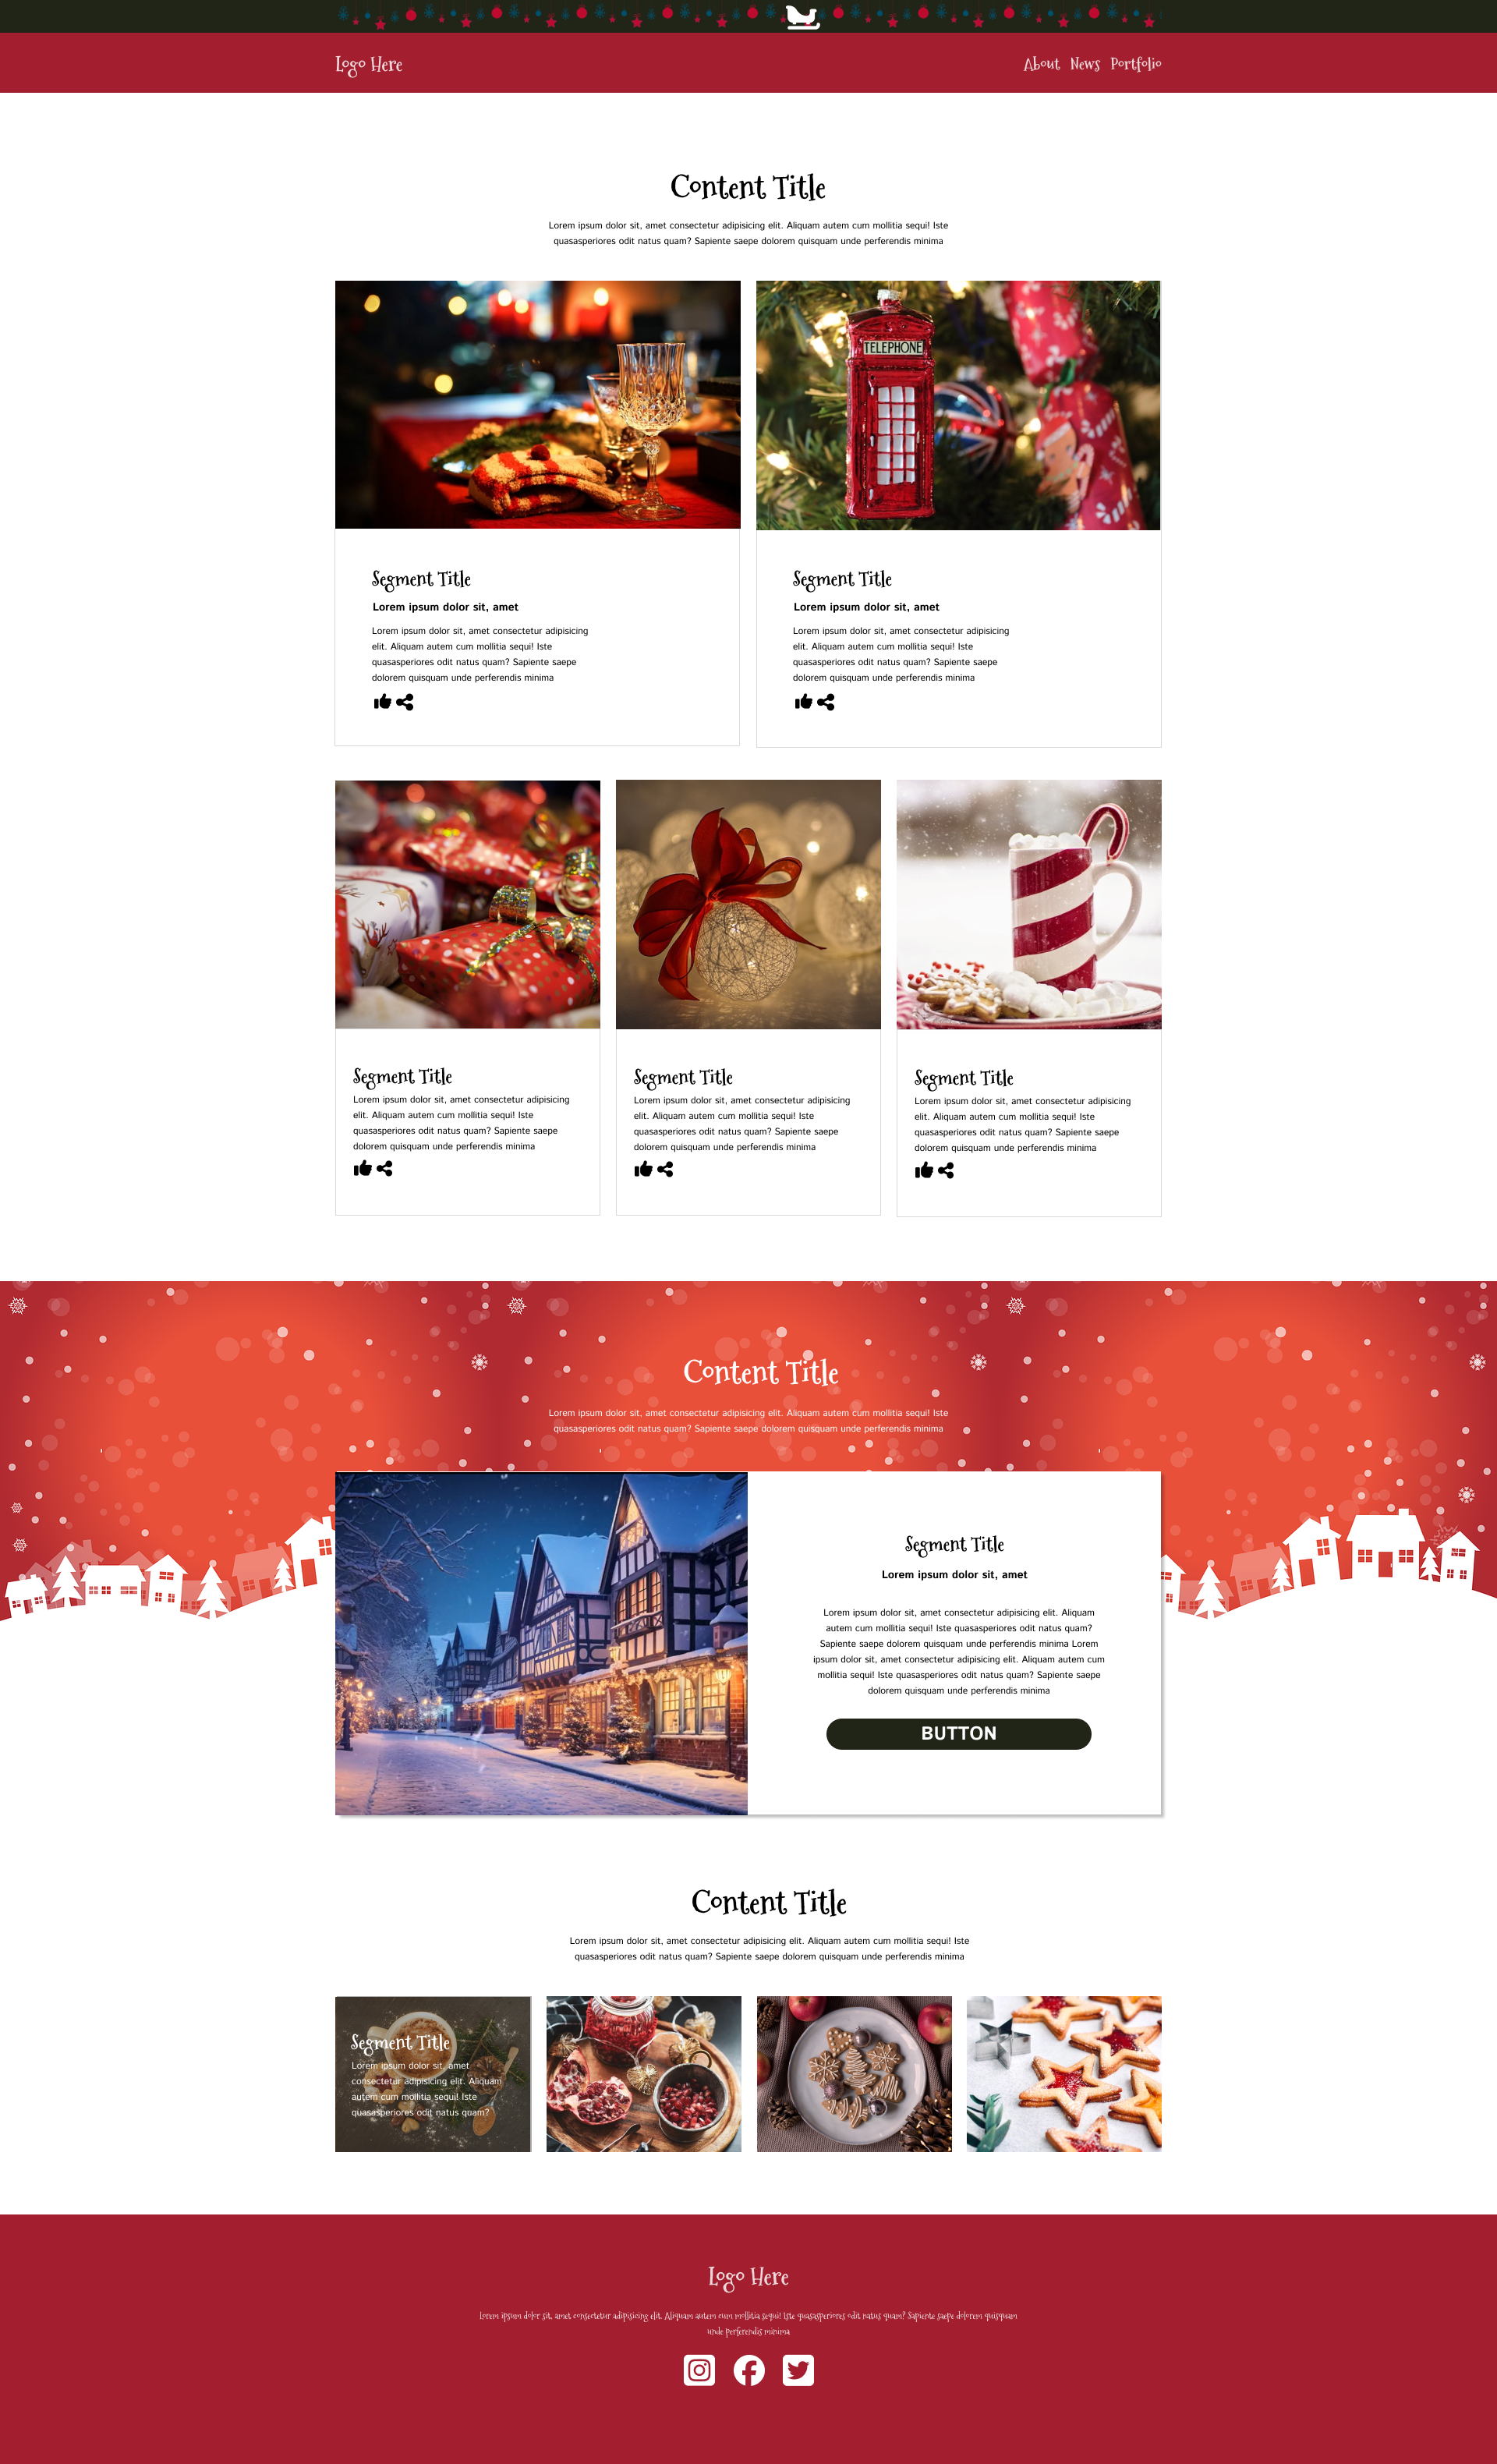 Logo Here
About News Portfolio
Content Title
Lorem ipsum dolor sit, amet consectetur adipisicing elit. Aliquam autem cum mollitia sequi! Iste
quasasperiores odit natus quam? Sapiente saepe dolorem quisquam unde perferendis minima
TELEPHONE
Segment Title
Lorem ipsum dolor sit, amet
Lorem ipsum dolor sit, amet consectetur adipisicing
elit. Aliquam autem cum mollitia sequi! Iste
quasasperiores odit natus quam? Sapiente saepe
dolorem quisquam unde perferendis minima
Segment Title
Lorem ipsum dolor sit, amet
Lorem ipsum dolor sit, amet consectetur adipisicing
elit. Aliquam autem cum mollitia sequi! Iste
quasasperiores odit natus quam? Sapiente saepe
dolorem quisquam unde perferendis minima
Segment Title
Lorem ipsum dolor sit, amet consectetur adipisicing
elit. Aliquam autem cum mollitia sequi! Iste
quasasperiores odit natus quam? Sapiente saepe
dolorem quisquam unde perferendis minima
Segment Title
Lorem ipsum dolor sit, amet consectetur adipisicing
elit. Aliquam autem cum mollitia sequi! Iste
quasasperiores odit natus quam? Sapiente saepe
dolorem quisquam unde perferendis minima
Segment Title
Lorem ipsum dolor sit, amet consectetur adipisicing
elit. Aliquam autem cum mollitia sequi! Iste
quasasperiores odit natus quam? Sapiente saepe
dolorem quisquam unde perferendis minima
Content Title
Lorem ipsum dolor sit, amet consectetur adipisicing elit. Aliquam autem cum mollitia sequi! Iste
quasasperiores odit natus quam? Sapiente saepe dolorem quisquam unde perferendis minima
Segment Title
Lorem ipsum dolor sit, amet
Lorem ipsum dolor sit, amet consectetur adipisicing elit. Aliquam
autem cum mollitia sequi! Iste quasasperiores odit natus quam?
Sapiente saepe dolorem quisquam unde perferendis minima Lorem
ipsum dolor sit, amet consectetur adipisicing elit. Aliquam autem cum
mollitia sequi! Iste quasasperiores odit natus quam? Sapiente saepe
dolorem quisquam unde perferendis minima
BUTTON
Content Title
Lorem ipsum dolor sit, amet consectetur adipisicing elit. Aliquam autem cum mollitia sequi! Iste
quasasperiores odit natus quam? Sapiente saepe dolorem quisquam unde perferendis minima
Segment Title
Lorem ipsum dolor sit, amet
consectetur adipisicing elit. Aliquam
autem cum mollitia sequi! Iste
quasasperiores odit natus quam?
Logo Here
Lorem ipsum dolor sit, amet consectetur adipisicing elit. Aliquam autem cum mollitia sequi! Iste quasasperiores odit natus quam? Sapiente saepe dolorem quisquam
unde perferendis minima